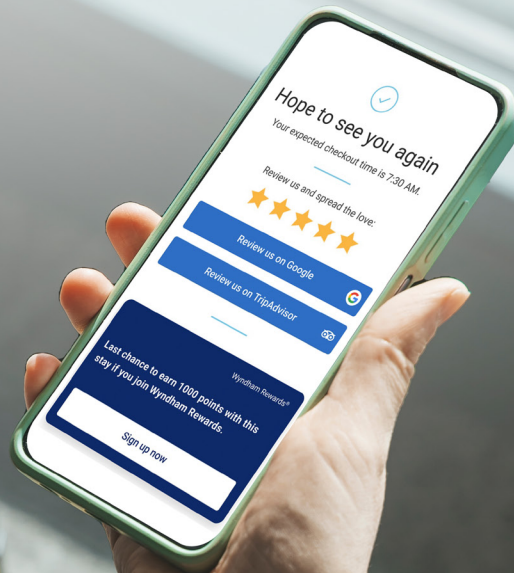 Hope to see you again
Your expected checkout time is 7:30 AM.
Review us and spread the love:
Review us on Google
G
Review us on TripAdvisor
Wyndham Rewards®
Last chance to earn 1000 points with this
stay if you join Wyndham Rewards.
Sign up now